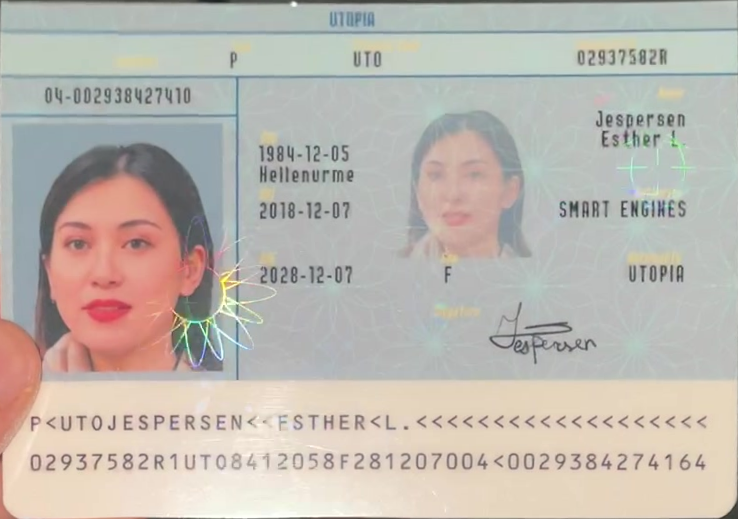 UTOPIA
P UTO 02937582R
04-002938427410
Jespersen
Esther L.
1984-12-05
Hellenurme
2018-12-07
SMART ENGINES
2028-12-07 F UTOPIA
Jespersen
P<UTOJESPERSEN<<ESTHER<L.<<<<<<<<<<<<<<<<<<<
02937582R1UTO8412058F281207004<0029384274164